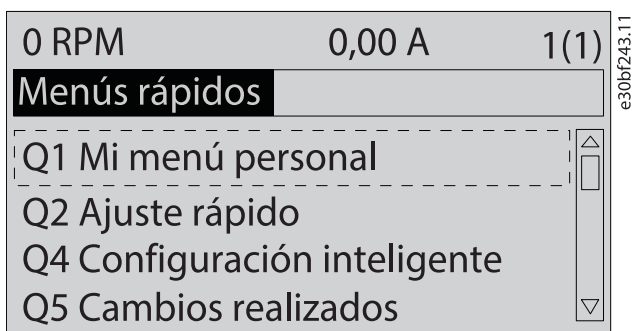 0 RPM 0,00 A 1(1)
Menús rápidos
Q1 Mi menú personal
Q2 Ajuste rápido
Q4 Configuración inteligente
Q5 Cambios realizados
e30bf243.11